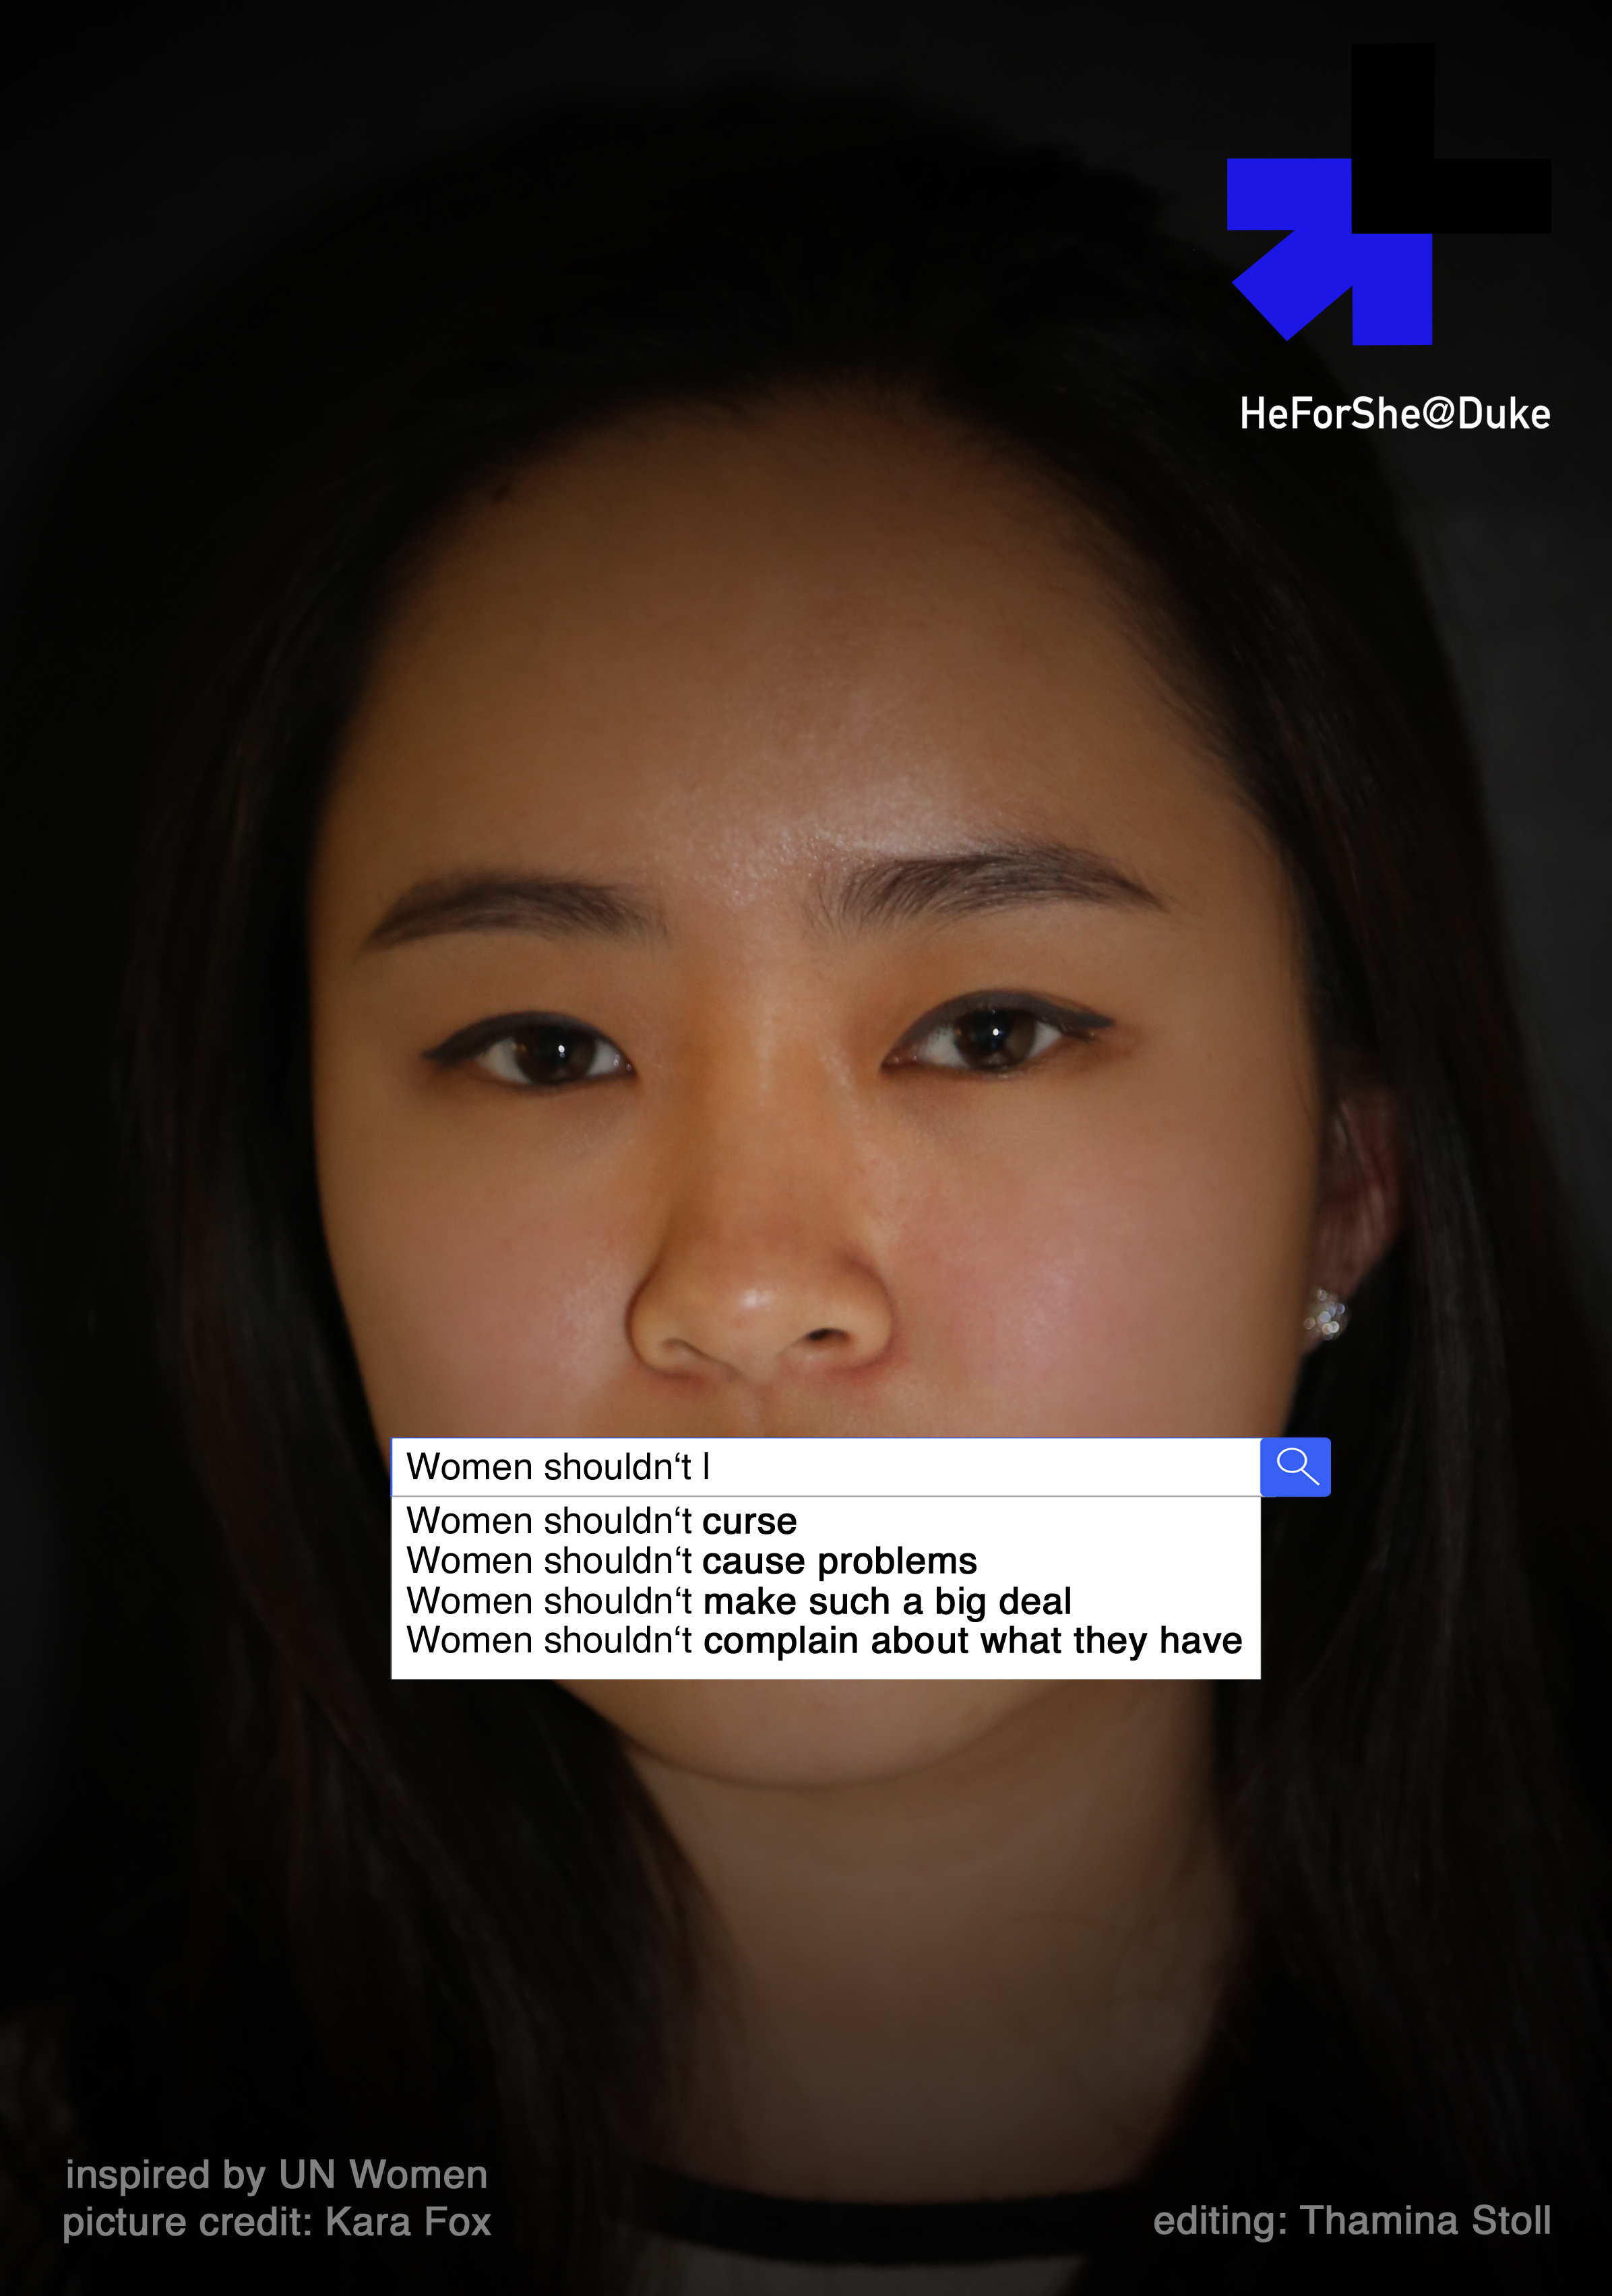 HeForShe@Duke
Women shouldn‘t |
Women shouldn‘t curse
Women shouldn‘t cause problems
Women shouldn‘t make such a big deal
Women shouldn‘t complain about what they have
inspired by UN Women
picture credit: Kara Fox
editing: Thamina Stoll